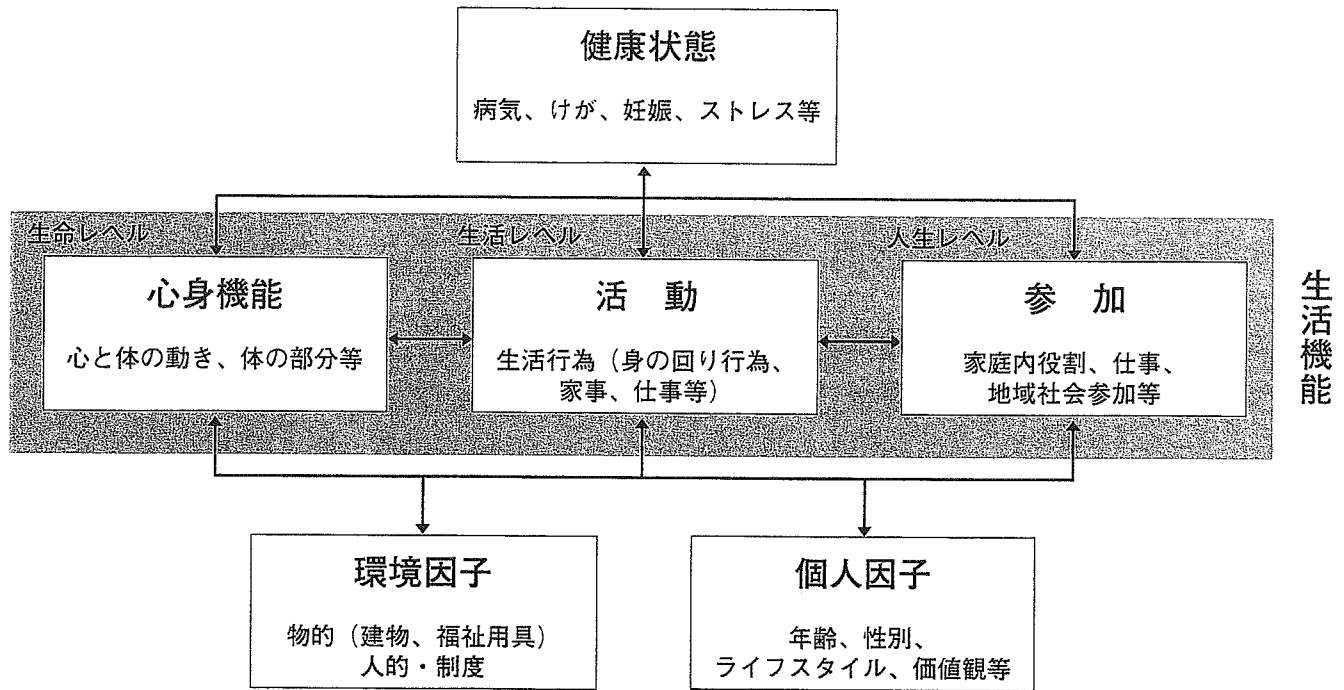 健康状態
病気、けが、妊娠、ストレス等
生命レベル
生活レベル
人生レベル
心身機能
心と体の動き、体の部分等
活　動
生活行為（身の回り行為、
家事、仕事等）
参　加
家庭内役割、仕事、
地域社会参加等
生活機能
環境因子
物的（建物、福祉用具）
人的・制度
個人因子
年齢、性別、
ライフスタイル、価値観等